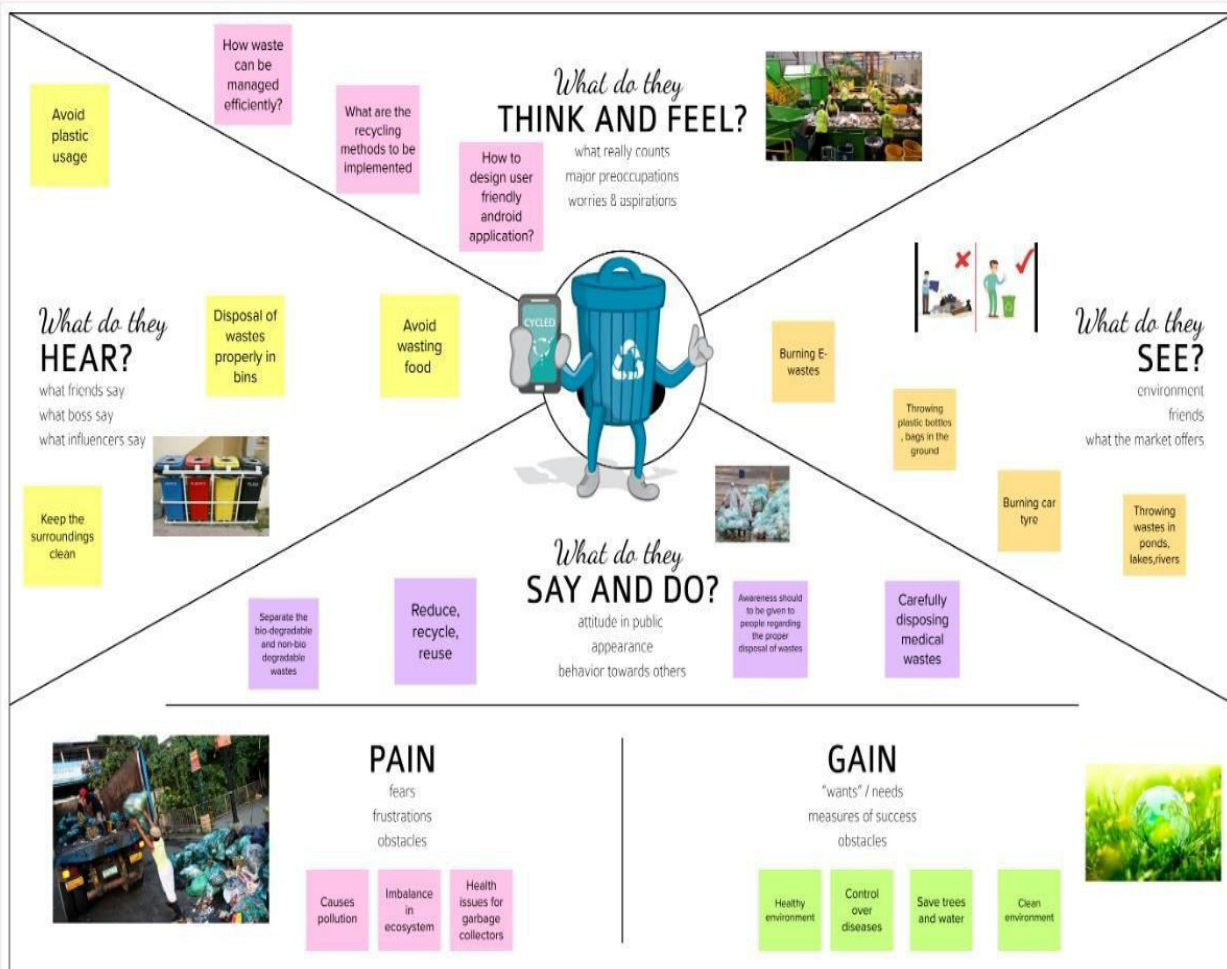 How waste
can be
managed
efficiently?
What are the
recycling
methods to be
implemented
How to
design user
friendly
android
application?
What do they
THINK AND FEEL?
what really counts
major preoccupations
worries & aspirations
Avoid
plastic
usage
What do they
HEAR?
what friends say
what boss say
what influencers say
Disposal of
wastes
properly in
bins
Avoid
wasting
food
Keep the
surroundings
clean
CYCLED
What do they
SEE?
environment
friends
what the market offers
Burning E-
wastes
Throwing
plastic bottles
, bags in the
ground
Burning car
tyre
Throwing
wastes in
ponds,
lakes,rivers
What do they
SAY AND DO?
attitude in public
appearance
behavior towards others
Separate the
bio-degradable
and non-bio
degradable
wastes
Reduce,
recycle,
reuse
Awareness should
to be given to
people regarding
the proper
disposal of wastes
Carefully
disposing
medical
wastes
PAIN
fears
frustrations
obstacles
Causes
pollution
Imbalance
in
ecosystem
Health
issues for
garbage
collectors
GAIN
"wants" / needs
measures of success
obstacles
Healthy
environment
Control
over
diseases
Save trees
and water
Clean
environment